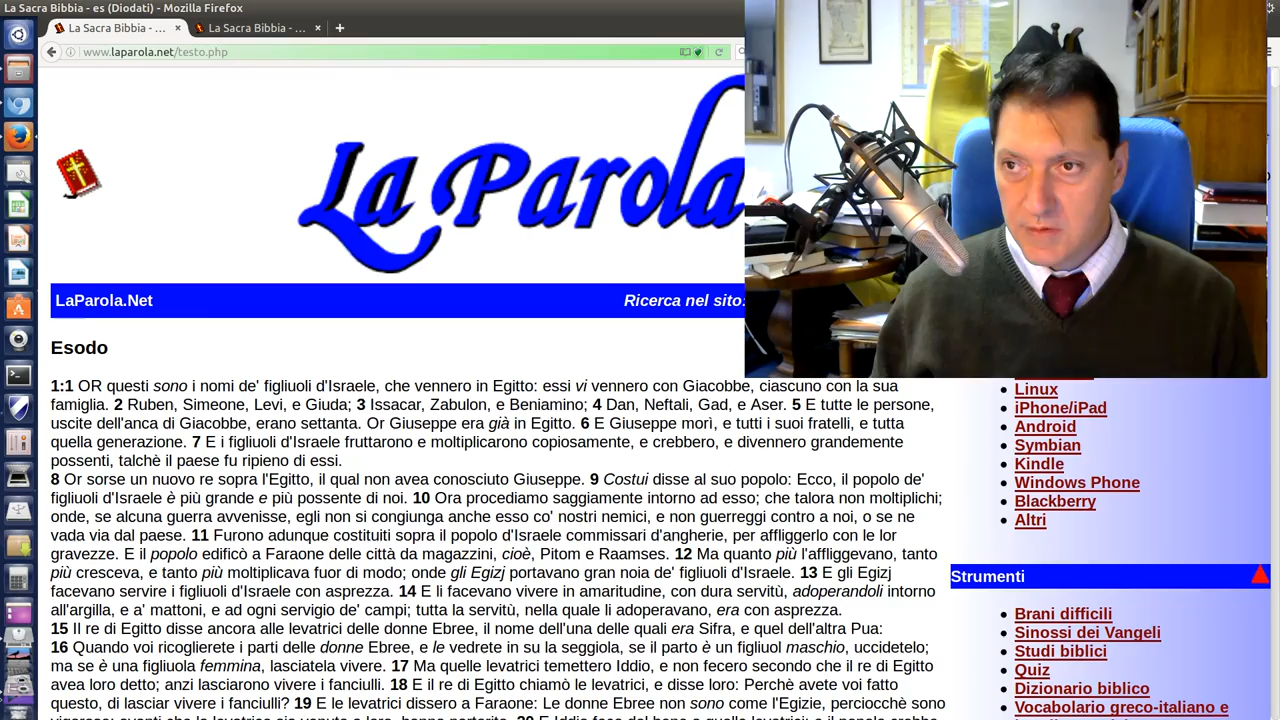 La Sacra Bibbia - es (Diodati) - Mozilla Firefox
La Sacra Bibbia - ... × La Sacra Bibbia - ... × +
www.laparola.net/testo.php
La Parola
LaParola.Net Ricerca nel sito:
Esodo
1:1 OR questi sono i nomi de' figliuoli d'Israele, che vennero in Egitto: essi vi vennero con Giacobbe, ciascuno con la sua
famiglia. 2 Ruben, Simeone, Levi, e Giuda; 3 Issacar, Zabulon, e Beniamino; 4 Dan, Neftali, Gad, e Aser. 5 E tutte le persone,
uscite dell'anca di Giacobbe, erano settanta. Or Giuseppe era già in Egitto. 6 E Giuseppe morì, e tutti i suoi fratelli, e tutta
quella generazione. 7 E i figliuoli d'Israele fruttarono e moltiplicarono copiosamente, e crebbero, e divennero grandemente
possenti, talchè il paese fu ripieno di essi.
8 Or sorse un nuovo re sopra l'Egitto, il qual non avea conosciuto Giuseppe. 9 Costui disse al suo popolo: Ecco, il popolo de'
figliuoli d'Israele è più grande e più possente di noi. 10 Ora procediamo saggiamente intorno ad esso; che talora non moltiplichi;
onde, se alcuna guerra avvenisse, egli non si congiunga anche esso co' nostri nemici, e non guerreggi contro a noi, o se ne
vada via dal paese. 11 Furono adunque costituiti sopra il popolo d'Israele commissari d'angherie, per affliggerlo con le lor
gravezze. E il popolo edificò a Faraone delle città da magazzini, cioè, Pitom e Raamses. 12 Ma quanto più l'affliggevano, tanto
più cresceva, e tanto più moltiplicava fuor di modo; onde gli Egizj portavano gran noia de' figliuoli d'Israele. 13 E gli Egizj
facevano servire i figliuoli d'Israele con asprezza. 14 E li facevano vivere in amaritudine, con dura servitù, adoperandoli intorno
all'argilla, e a' mattoni, e ad ogni servigio de' campi; tutta la servitù, nella quale li adoperavano, era con asprezza.
15 Il re di Egitto disse ancora alle levatrici delle donne Ebree, il nome dell'una delle quali era Sifra, e quel dell'altra Pua:
16 Quando voi ricoglierete i parti delle donne Ebree, e le vedrete in su la seggiola, se il parto è un figliuol maschio, uccidetelo;
ma se è una figliuola femmina, lasciatela vivere. 17 Ma quelle levatrici temettero Iddio, e non fecero secondo che il re di Egitto
avea loro detto; anzi lasciarono vivere i fanciulli. 18 E il re di Egitto chiamò le levatrici, e disse loro: Perchè avete voi fatto
questo, di lasciar vivere i fanciulli? 19 E le levatrici dissero a Faraone: Le donne Ebree non sono come l'Egizie, perciocchè sono
Linux
iPhone/iPad
Android
Symbian
Kindle
Windows Phone
Blackberry
Altri
Strumenti
Brani difficili
Sinossi dei Vangeli
Studi biblici
Quiz
Dizionario biblico
Vocabolario greco-italiano e